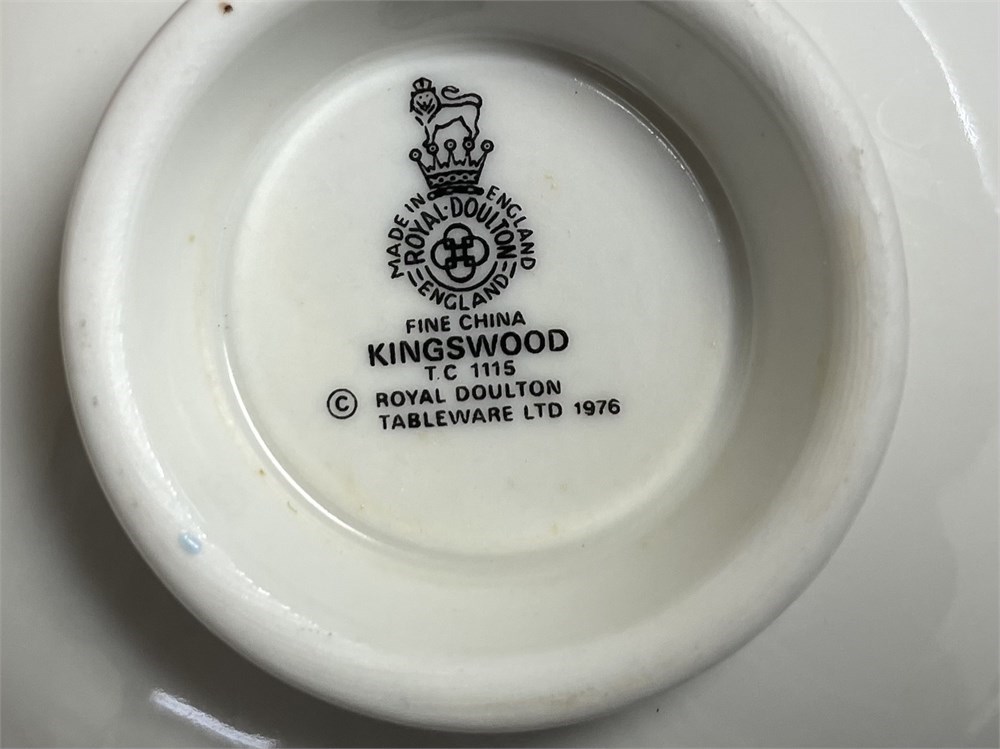 MADE IN ENGLAND
ROYAL·DOULTON
ENGLAND
FINE CHINA
KINGSWOOD
T.C 1115
© ROYAL DOULTON
TABLEWARE LTD 1976